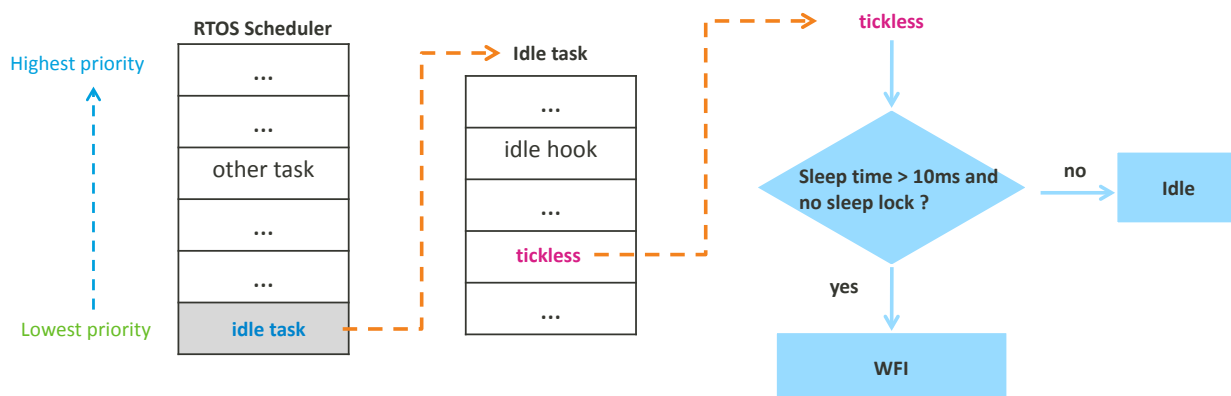 RTOS Scheduler
Highest priority
...
...
other task
...
...
Lowest priority
idle task
Idle task
...
idle hook
...
tickless
...
tickless
Sleep time > 10ms and
no sleep lock ?
no
Idle
yes
WFI